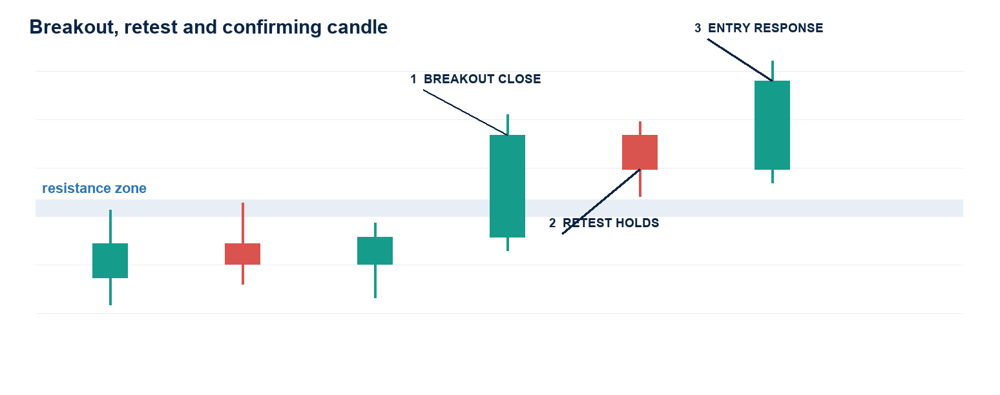 Breakout, retest and confirming candle
3 ENTRY RESPONSE
1 BREAKOUT CLOSE
resistance zone
2 RETEST HOLDS